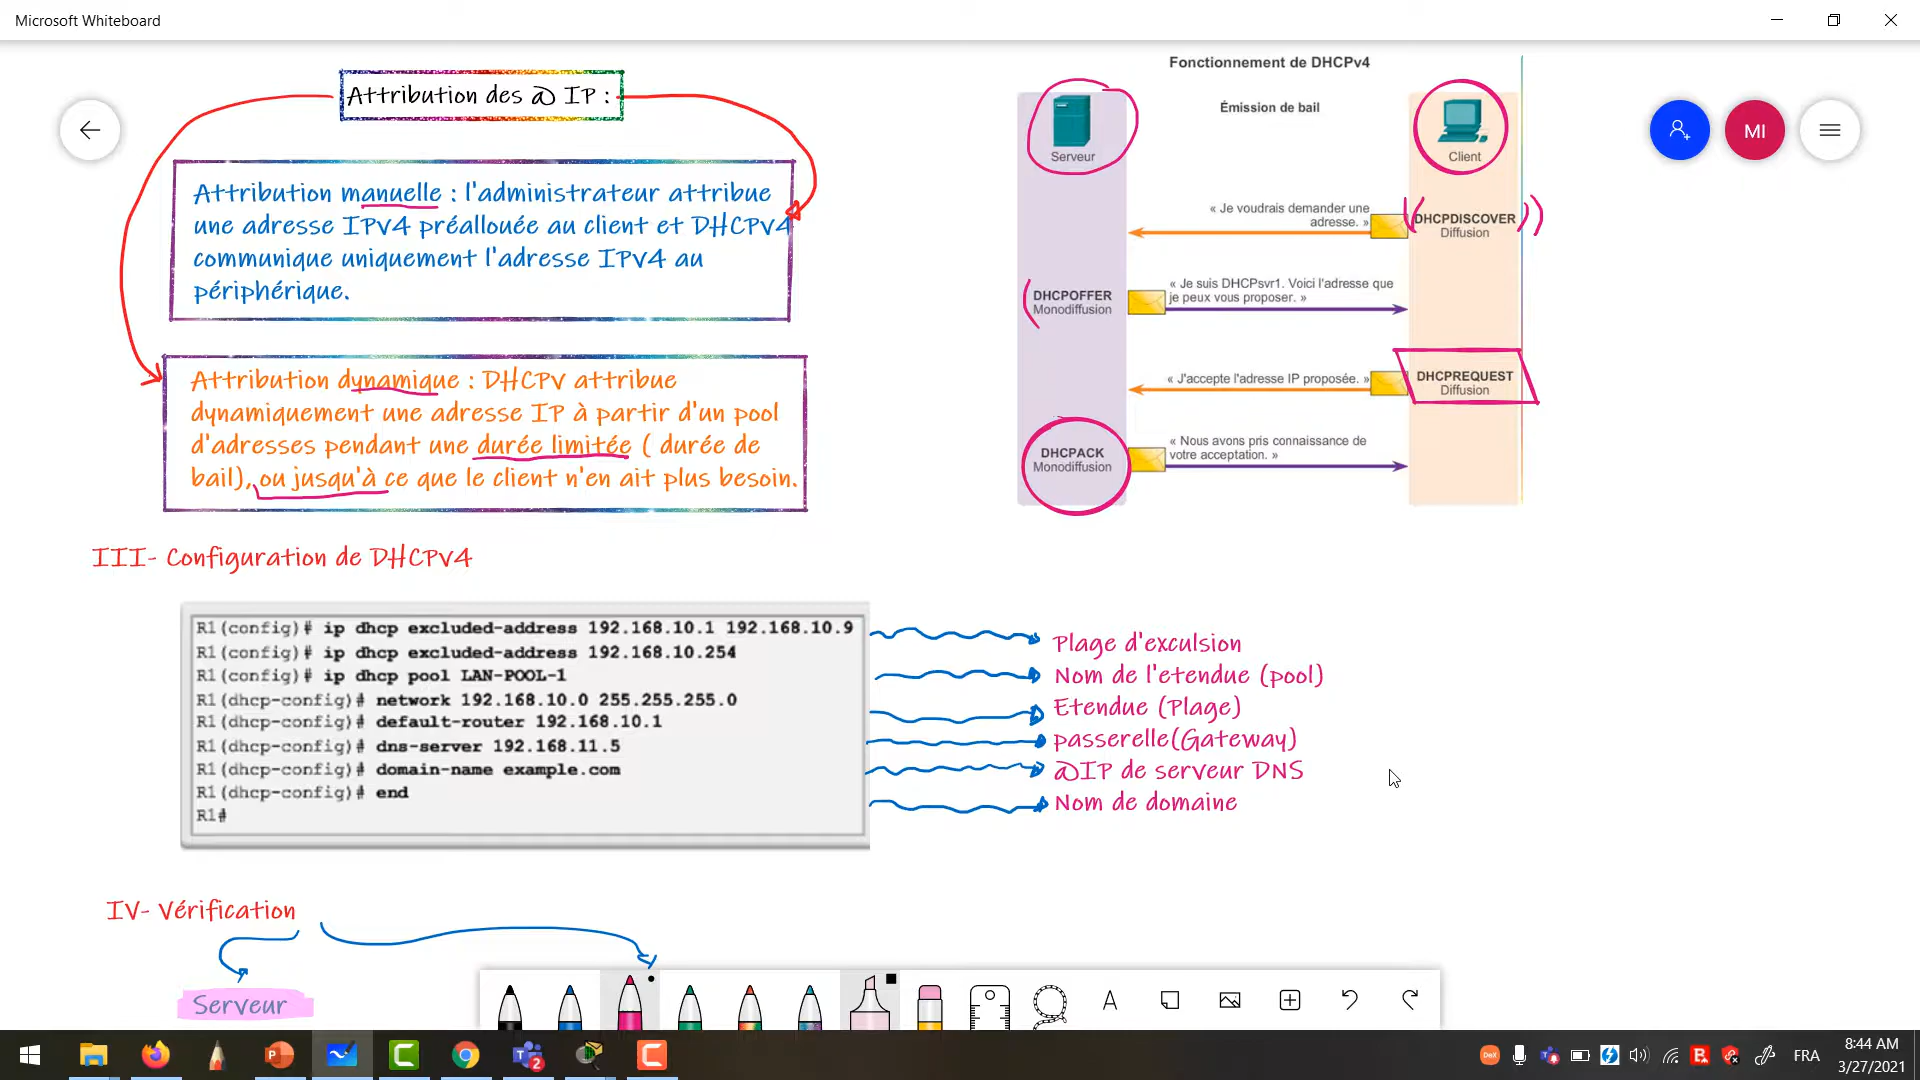 Microsoft Whiteboard
Attribution des @ IP :
Attribution manuelle : l'administrateur attribue
une adresse IPv4 préallouée au client et DHCPv4
communique uniquement l'adresse IPv4 au
périphérique.
Attribution dynamique : DHCPv attribue
dynamiquement une adresse IP à partir d'un pool
d'adresses pendant une durée limitée ( durée de
bail), ou jusqu'à ce que le client n'en ait plus besoin.
Fonctionnement de DHCPv4
Émission de bail
Serveur
Client
« Je voudrais demander une
adresse. »
DHCPDISCOVER
Diffusion
DHCPOFFER
Monodiffusion
« Je suis DHCPsvr1. Voici l'adresse que
je peux vous proposer. »
« J'accepte l'adresse IP proposée. »
DHCPREQUEST
Diffusion
DHCPACK
Monodiffusion
« Nous avons pris connaissance de
votre acceptation. »
MI
III- Configuration de DHCPv4
R1(config)# ip dhcp excluded-address 192.168.10.1 192.168.10.9
R1(config)# ip dhcp excluded-address 192.168.10.254
R1(config)# ip dhcp pool LAN-POOL-1
R1(dhcp-config)# network 192.168.10.0 255.255.255.0
R1(dhcp-config)# default-router 192.168.10.1
R1(dhcp-config)# dns-server 192.168.11.5
R1(dhcp-config)# domain-name example.com
R1(dhcp-config)# end
R1#
Plage d'exculsion
Nom de l'etendue (pool)
Etendue (Plage)
passerelle(Gateway)
@IP de serveur DNS
Nom de domaine
IV- Vérification
Serveur
FRA
8:44 AM
3/27/2021